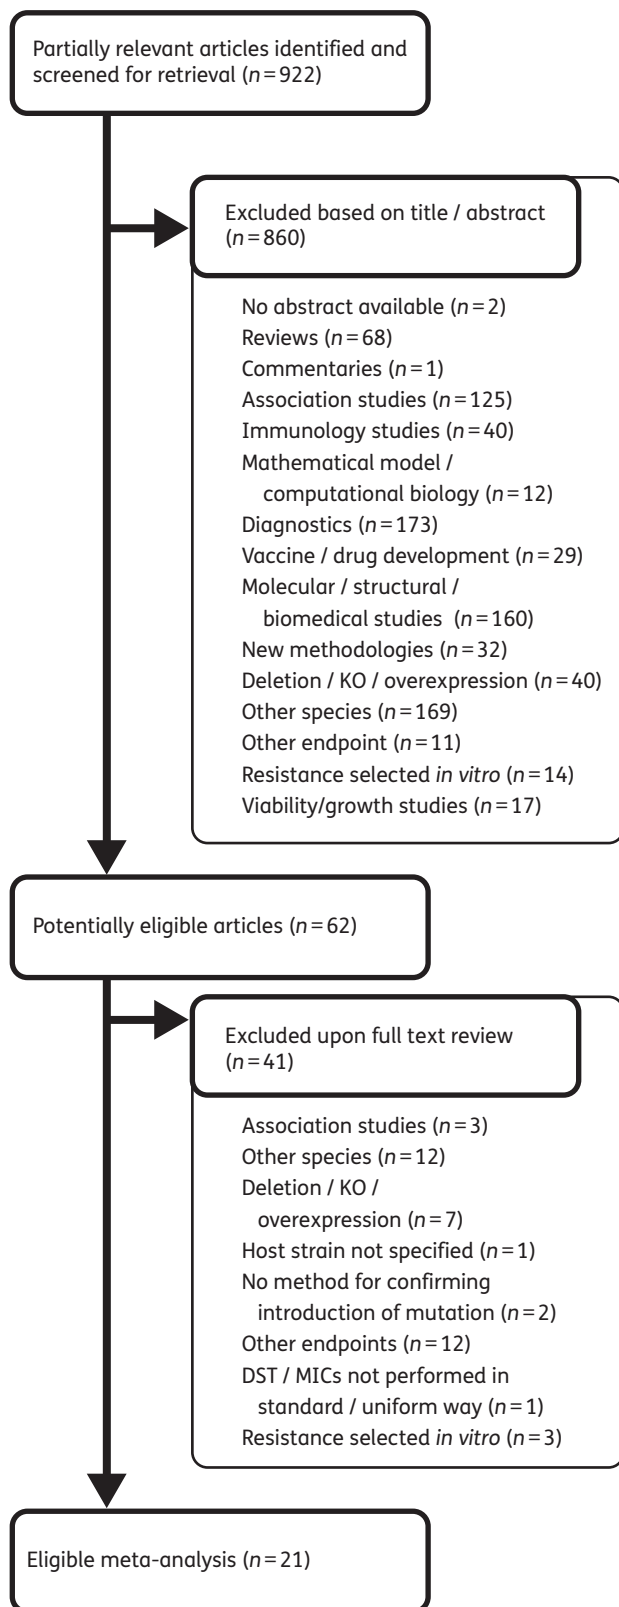 Partially relevant articles identified and
screened for retrieval (n=922)
Excluded based on title / abstract
(n=860)
No abstract available (n=2)
Reviews (n=68)
Commentaries (n=1)
Association studies (n=125)
Immunology studies (n=40)
Mathematical model /
computational biology (n=12)
Diagnostics (n=173)
Vaccine / drug development (n=29)
Molecular / structural /
biomedical studies (n=160)
New methodologies (n=32)
Deletion / KO / overexpression (n=40)
Other species (n=169)
Other endpoint (n=11)
Resistance selected in vitro (n=14)
Viability/growth studies (n=17)
Potentially eligible articles (n=62)
Excluded upon full text review
(n=41)
Association studies (n=3)
Other species (n=12)
Deletion / KO /
overexpression (n=7)
Host strain not specified (n=1)
No method for confirming
introduction of mutation (n=2)
Other endpoints (n=12)
DST / MICs not performed in
standard / uniform way (n=1)
Resistance selected in vitro (n=3)
Eligible meta-analysis (n=21)